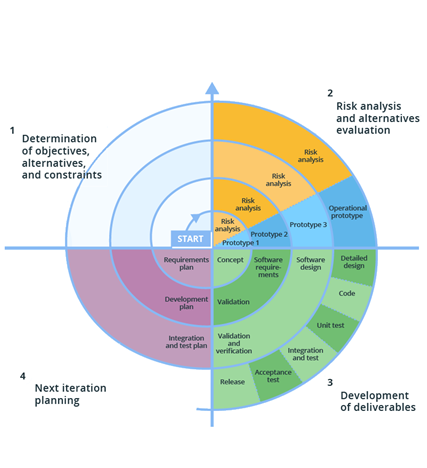 1
Determination
of objectives,
alternatives,
and constraints
2
Risk analysis
and alternatives
evaluation
Risk
analysis
Risk
analysis
Risk
analysis
Risk
analysis
Operational
prototype
Prototype 3
Prototype 2
Prototype 1
START
Requirements
plan
Concept
Software
require-
ments
Software
design
Detailed
design
Code
Development
plan
Validation
Unit test
Integration
and test plan
Validation
and
verification
Integration
and test
Release
Acceptance
test
4
Next iteration
planning
3
Development
of deliverables